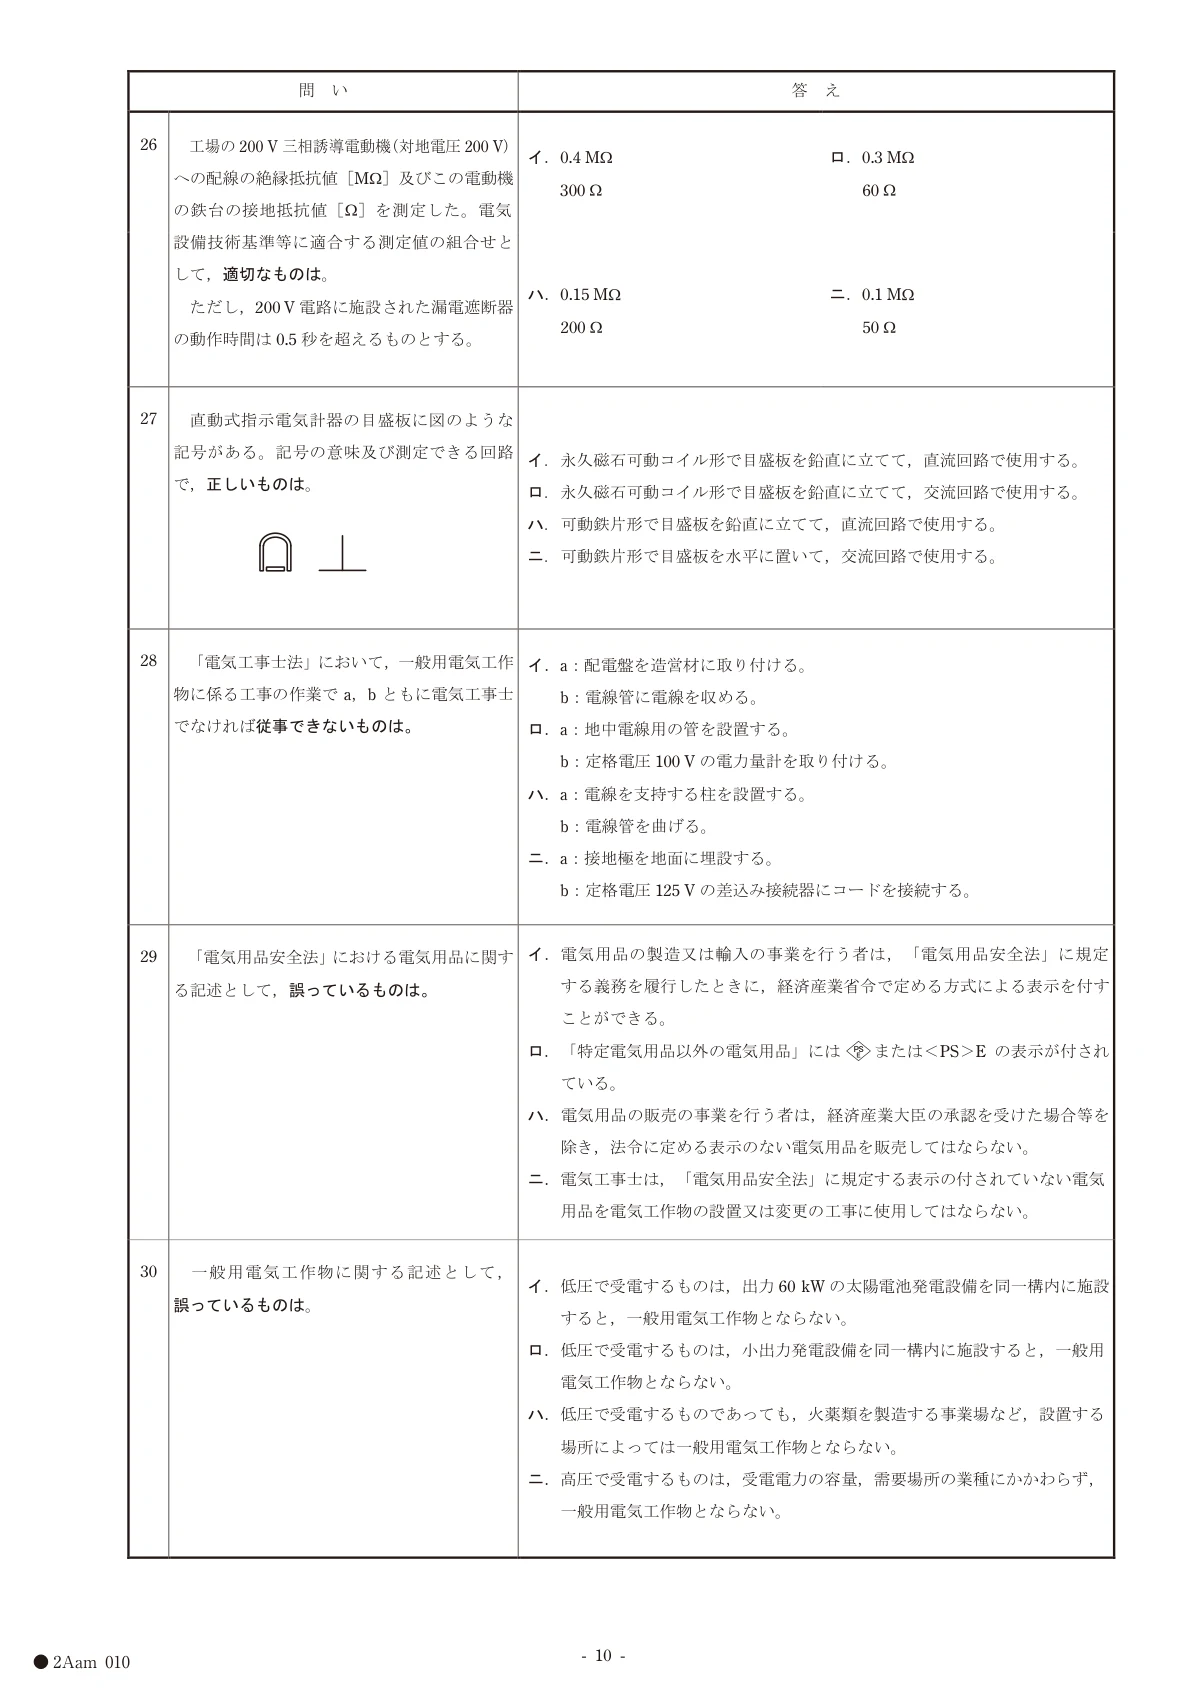 問　い
答　え
26
工場の 200 V 三相誘導電動機（対地電圧 200 V）
への配線の絶縁抵抗値［MΩ］及びこの電動機
の鉄台の接地抵抗値［Ω］を測定した。電気
設備技術基準等に適合する測定値の組合せと
して，適切なものは。
ただし，200 V 電路に施設された漏電遮断器
の動作時間は 0.5 秒を超えるものとする。
イ．0.4 MΩ
300 Ω
ロ．0.3 MΩ
60 Ω
ハ．0.15 MΩ
200 Ω
ニ．0.1 MΩ
50 Ω
27
直動式指示電気計器の目盛板に図のような
記号がある。記号の意味及び測定できる回路
で，正しいものは。
イ．永久磁石可動コイル形で目盛板を鉛直に立てて，直流回路で使用する。
ロ．永久磁石可動コイル形で目盛板を鉛直に立てて，交流回路で使用する。
ハ．可動鉄片形で目盛板を鉛直に立てて，直流回路で使用する。
ニ．可動鉄片形で目盛板を水平に置いて，交流回路で使用する。
28
「電気工事士法」において，一般用電気工作
物に係る工事の作業で a，b ともに電気工事士
でなければ従事できないものは。
イ．a：配電盤を造営材に取り付ける。
b：電線管に電線を収める。
ロ．a：地中電線用の管を設置する。
b：定格電圧 100 V の電力量計を取り付ける。
ハ．a：電線を支持する柱を設置する。
b：電線管を曲げる。
ニ．a：接地極を地面に埋設する。
b：定格電圧 125 V の差込み接続器にコードを接続する。
29
「電気用品安全法」における電気用品に関す
る記述として，誤っているものは。
イ．電気用品の製造又は輸入の事業を行う者は，「電気用品安全法」に規定
する義務を履行したときに，経済産業省令で定める方式による表示を付す
ことができる。
ロ．「特定電気用品以外の電気用品」には PSE または＜PS＞E の表示が付され
ている。
ハ．電気用品の販売の事業を行う者は，経済産業大臣の承認を受けた場合等を
除き，法令に定める表示のない電気用品を販売してはならない。
ニ．電気工事士は，「電気用品安全法」に規定する表示の付されていない電気
用品を電気工作物の設置又は変更の工事に使用してはならない。
30
一般用電気工作物に関する記述として，
誤っているものは。
イ．低圧で受電するものは，出力 60 kW の太陽電池発電設備を同一構内に施設
すると，一般用電気工作物とならない。
ロ．低圧で受電するものは，小出力発電設備を同一構内に施設すると，一般用
電気工作物とならない。
ハ．低圧で受電するものであっても，火薬類を製造する事業場など，設置する
場所によっては一般用電気工作物とならない。
ニ．高圧で受電するものは，受電電力の容量，需要場所の業種にかかわらず，
一般用電気工作物とならない。
- 10 -
●2Aam 010